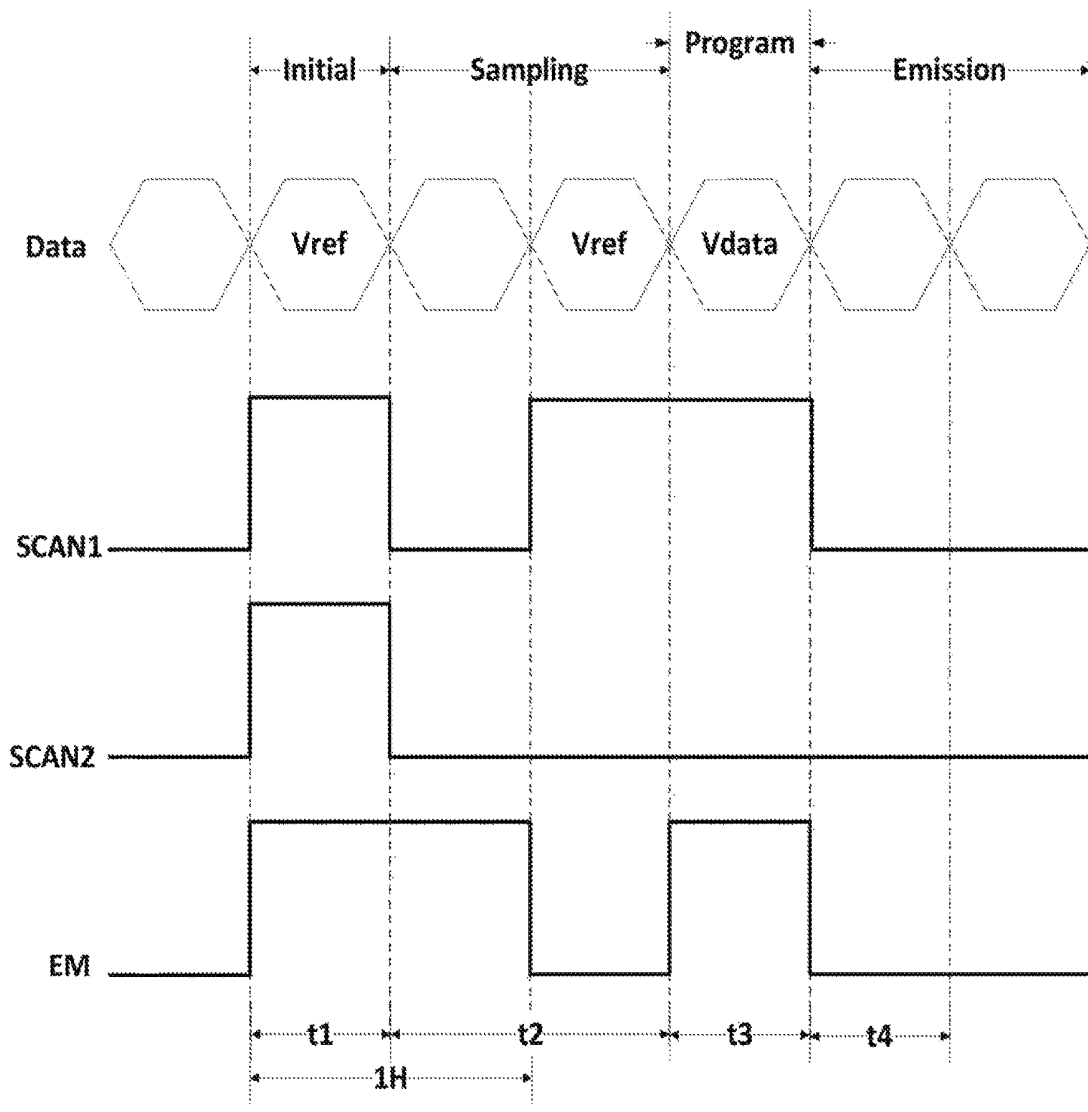 Program
Initial Sampling Emission
Data Vref Vref Vdata
SCAN1
SCAN2
EM
t1 t2 t3 t4
1H